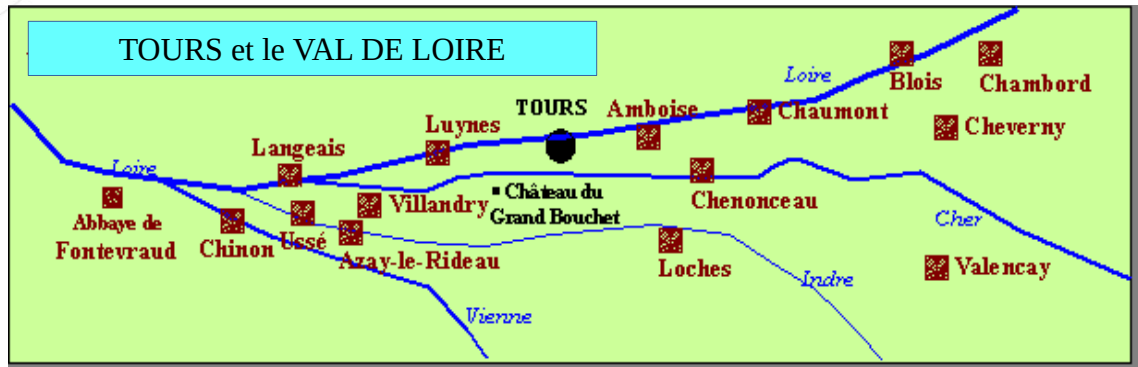 TOURS et le VAL DE LOIRE
Loire
Blois
Chambord
TOURS
Amboise
Chaumont
Cheverny
Luynes
Langeais
Loire
Abbaye de
Fontevraud
Chinon
Ussé
Villandry
Azay-le-Rideau
Château du
Grand Bouchet
Chenonceau
Cher
Loches
Indre
Valencay
Vienne